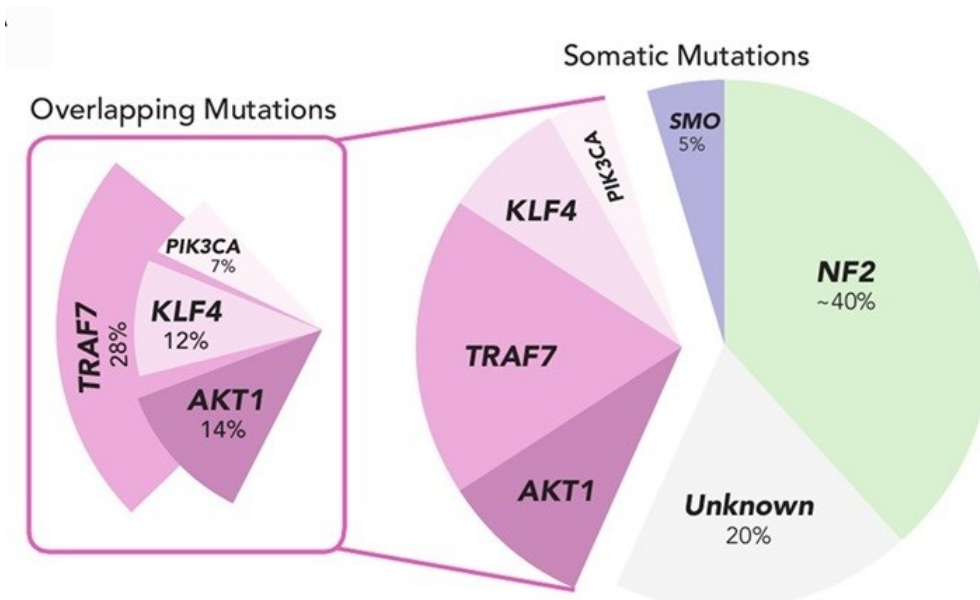 Somatic Mutations
Overlapping Mutations
PIK3CA
7%
KLF4
12%
TRAF7
28%
AKT1
14%
PIK3CA
KLF4
TRAF7
AKT1
SMO
5%
NF2
~40%
Unknown
20%